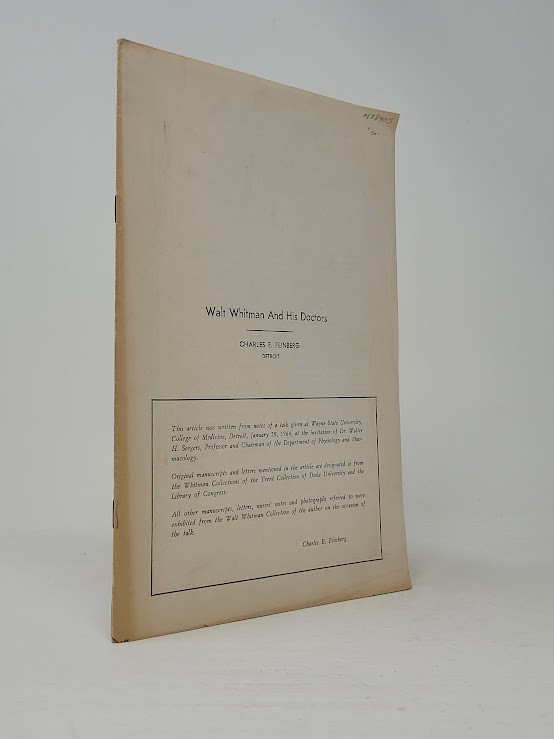 Walt Whitman And His Doctors
CHARLES E. FEINBERG
DETROIT
This article was written from notes of a talk given at Wayne State University,
College of Medicine, Detroit, January 15, 1964, at the invitation of Dr. Walter
H. Seegers, Professor and Chairman of the Department of Physiology and Phar-
macology.
Original manuscripts and letters mentioned in the article are designated as from
the Whitman Collections of the Trent Collection of Duke University and the
Library of Congress.
All other manuscripts, letters, nurses' notes and photographs referred to were
exhibited from the Walt Whitman Collection of the author on the occasion of
the talk.
Charles E. Feinberg